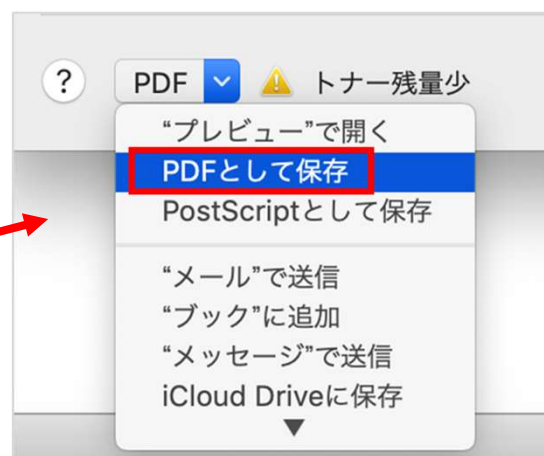 ?
PDF
トナー残量少
“プレビュー”で開く
PDFとして保存
PostScriptとして保存
“メール”で送信
“ブック”に追加
“メッセージ”で送信
iCloud Driveに保存